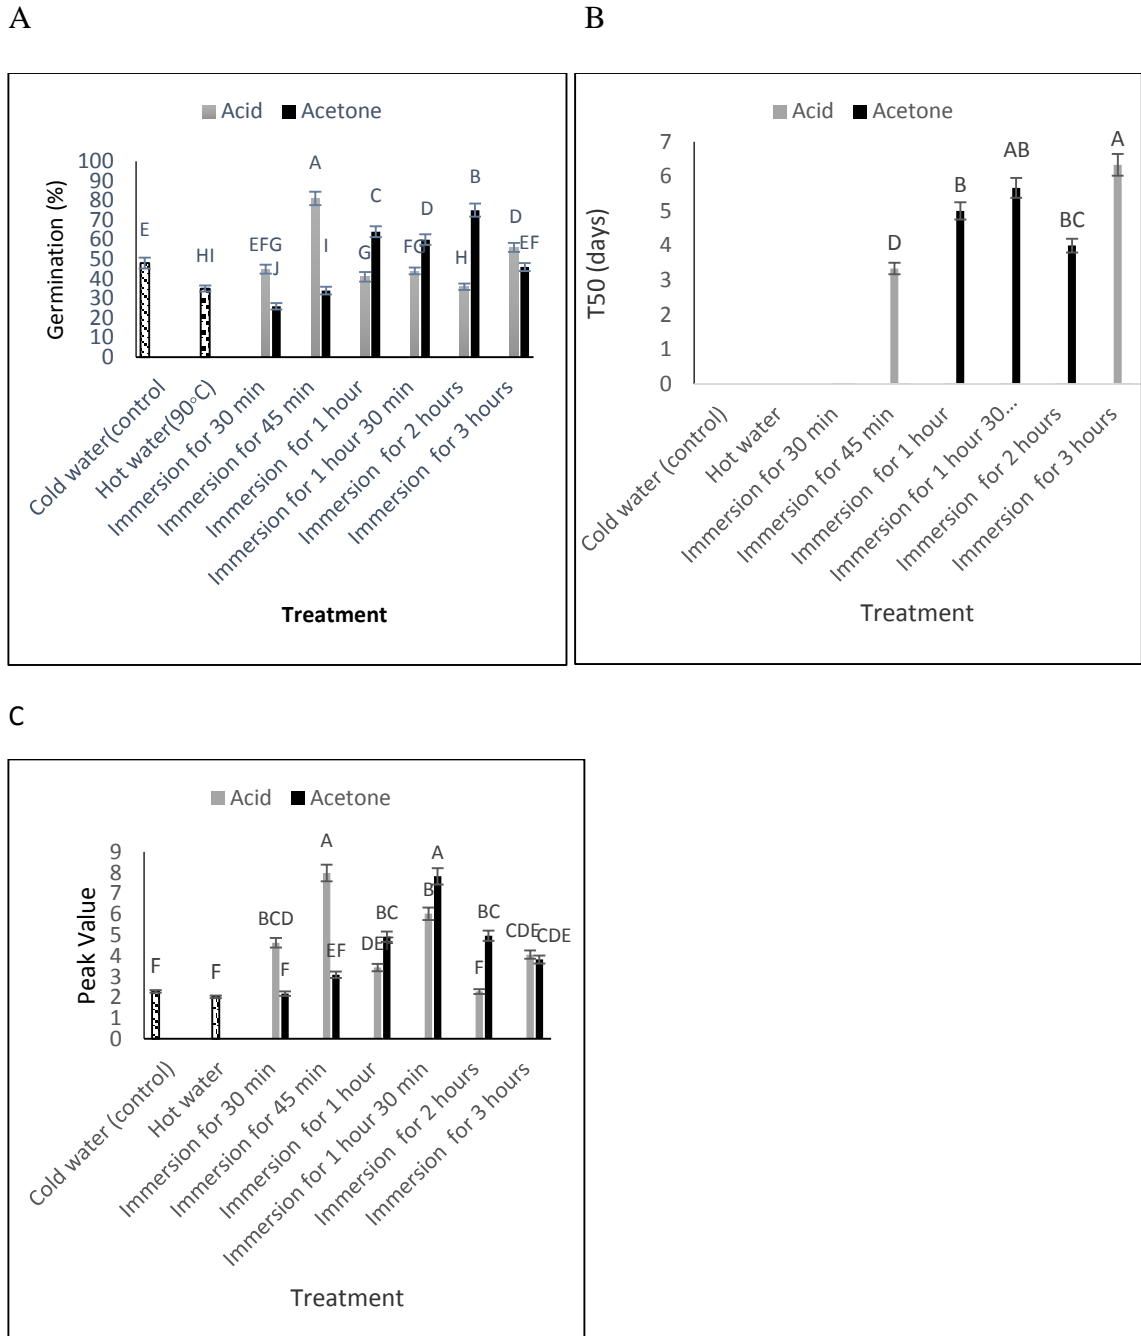 A
B
Acid Acetone
100
90
80
70
60
50
40
30
20
10
0
Germination (%)
E
HI
EFG
J
A
I
G
C
FG
D
H
B
D
EF
Cold water(control
Hot water(90°C)
Immersion for 30 min
Immersion for 45 min
Immersion for 1 hour
Immersion for 1 hour 30 min
Immersion for 2 hours
Immersion for 3 hours
Treatment
Acid Acetone
7
6
5
4
3
2
1
0
T50 (days)
D
B
AB
BC
A
Cold water (control)
Hot water
Immersion for 30 min
Immersion for 45 min
Immersion for 1 hour
Immersion for 1 hour 30...
Immersion for 2 hours
Immersion for 3 hours
Treatment
C
Acid Acetone
9
8
7
6
5
4
3
2
1
0
Peak Value
F
F
BCD
F
A
EF
DE
BC
B
A
F
BC
CDE
CDE
Cold water (control)
Hot water
Immersion for 30 min
Immersion for 45 min
Immersion for 1 hour
Immersion for 1 hour 30 min
Immersion for 2 hours
Immersion for 3 hours
Treatment